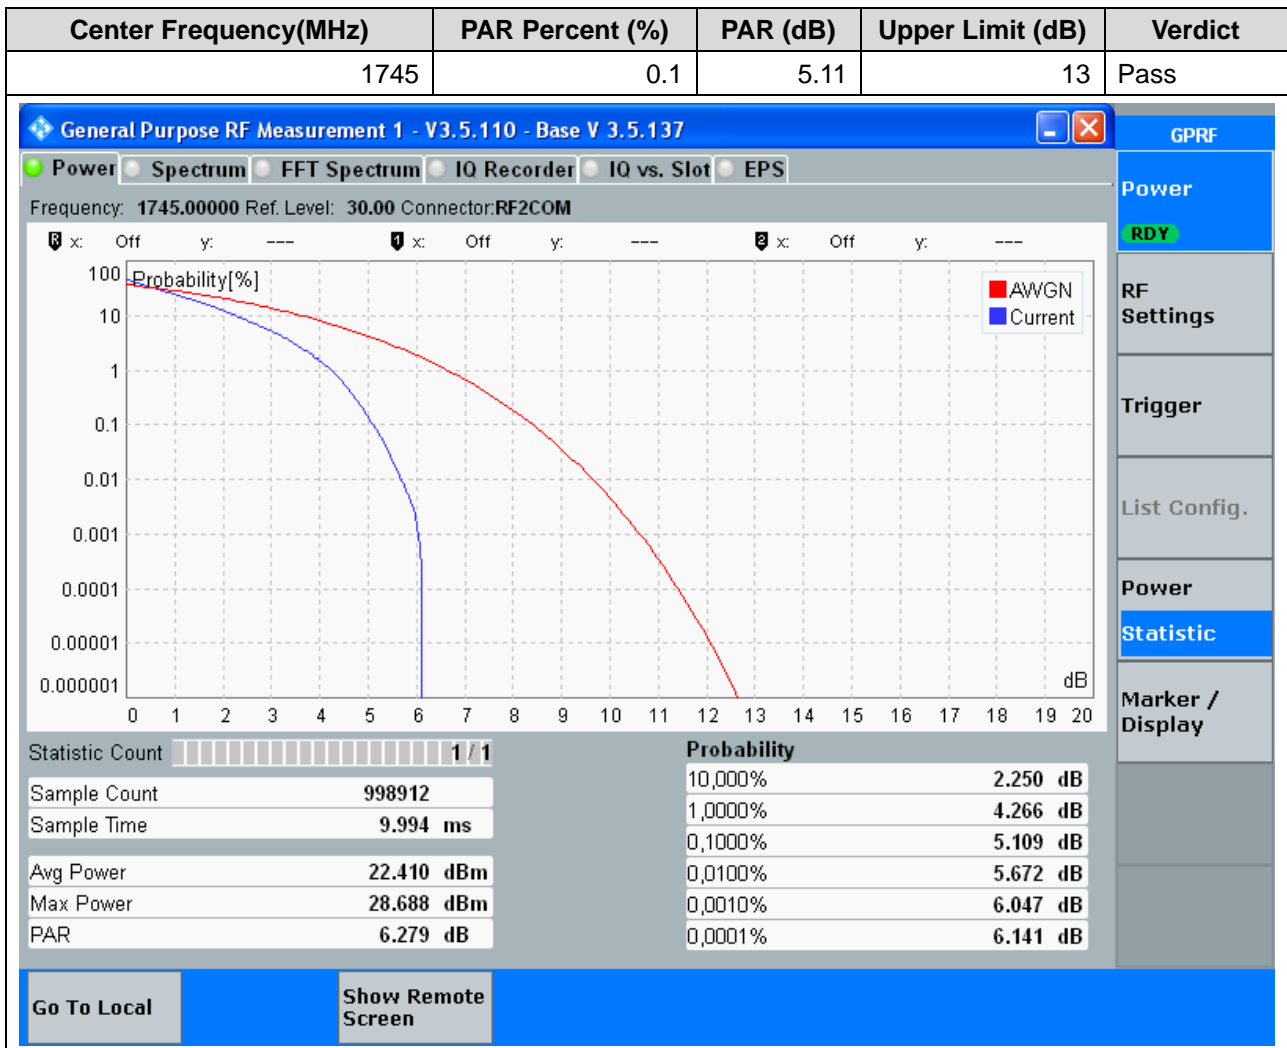 Center Frequency(MHz) PAR Percent (%) PAR (dB) Upper Limit (dB) Verdict
1745 0.1 5.11 13 Pass
General Purpose RF Measurement 1 - V3.5.110 - Base V 3.5.137
GPRF
Power Spectrum FFT Spectrum IQ Recorder IQ vs. Slot EPS
Frequency: 1745.00000 Ref. Level: 30.00 Connector:RF2COM
R x: Off y: --- 1 x: Off y: --- 2 x: Off y: ---
Probability[%]
AWGN
Current
100
10
1
0.1
0.01
0.001
0.0001
0.00001
0.000001
dB
0 1 2 3 4 5 6 7 8 9 10 11 12 13 14 15 16 17 18 19 20
Statistic Count 1 / 1
Sample Count 998912
Sample Time 9.994 ms
Avg Power 22.410 dBm
Max Power 28.688 dBm
PAR 6.279 dB
Probability
10,000% 2.250 dB
1,0000% 4.266 dB
0,1000% 5.109 dB
0,0100% 5.672 dB
0,0010% 6.047 dB
0,0001% 6.141 dB
Power
RDY
RF
Settings
Trigger
List Config.
Power
Statistic
Marker /
Display
Go To Local
Show Remote
Screen